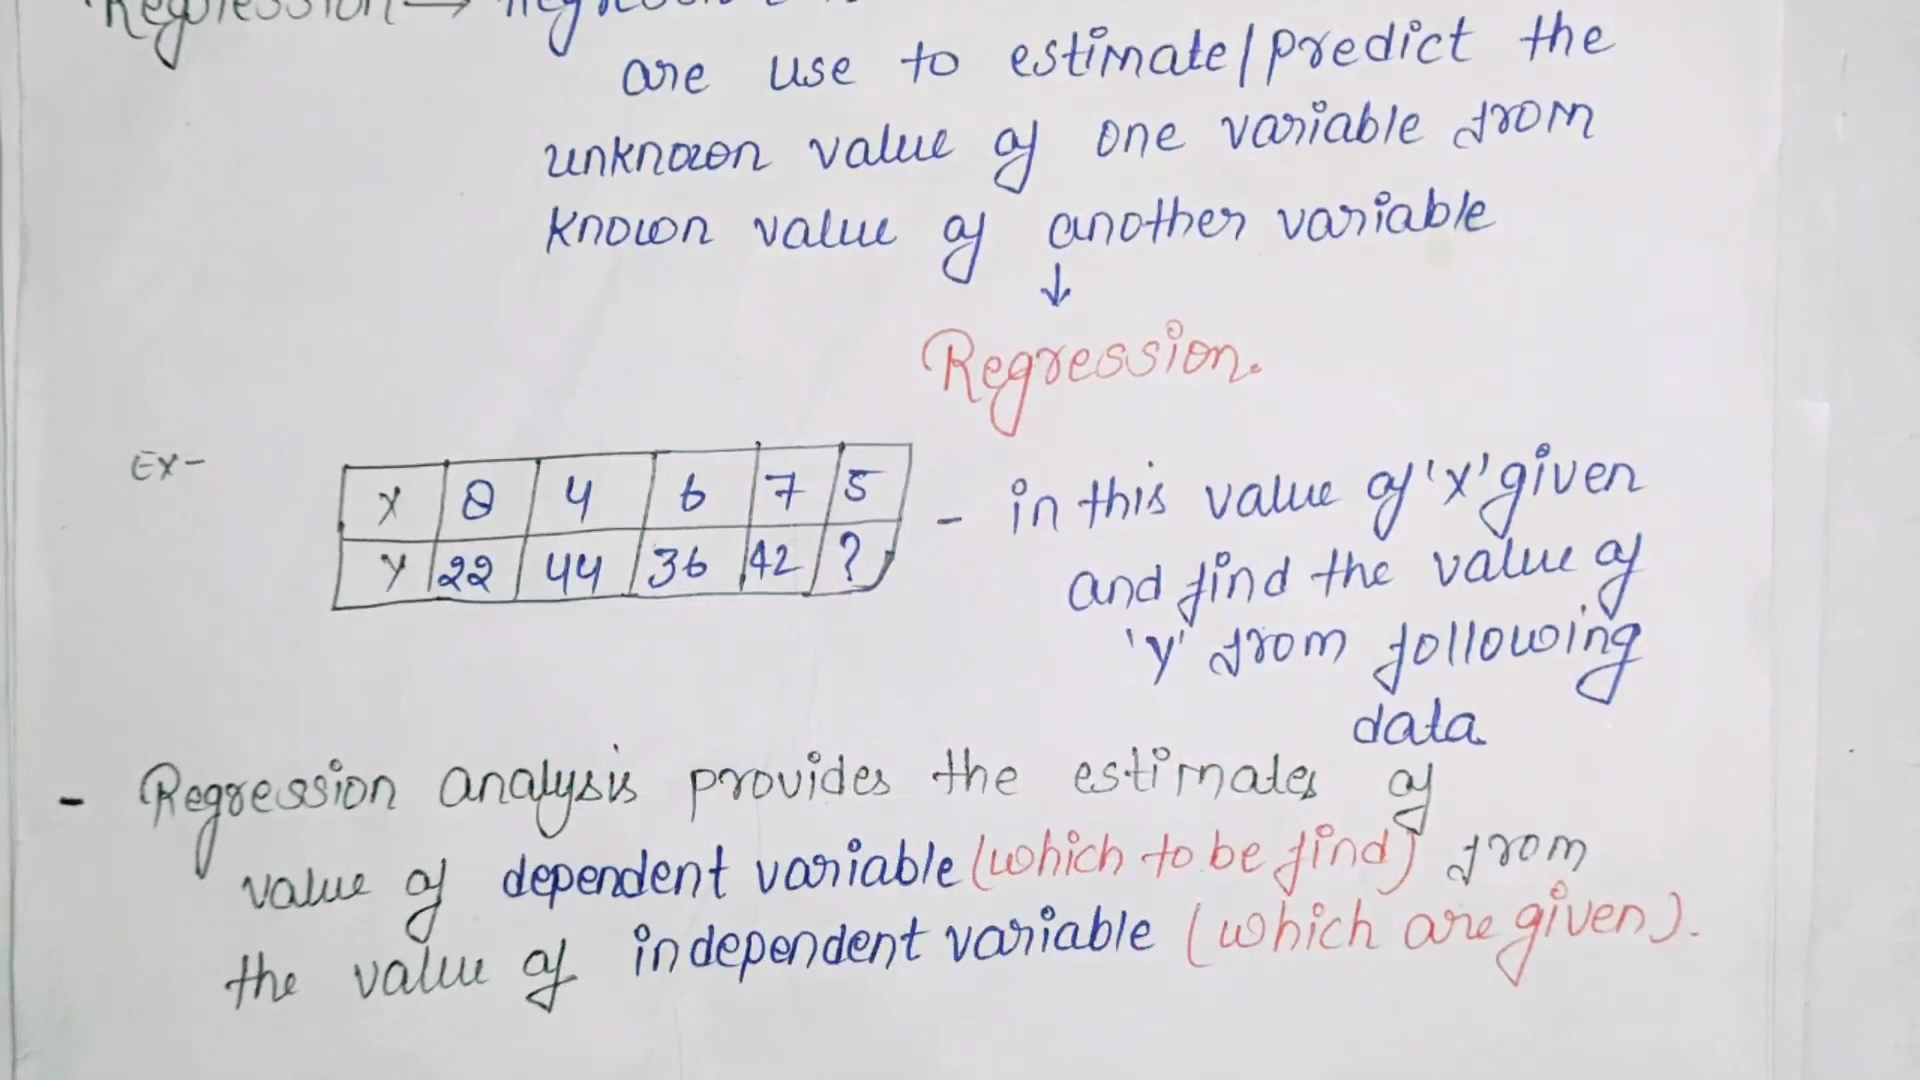 Regression →
are use to estimate/predict the
unknown value of one variable from
known value of another variable
↓
Regression.
Ex-
X 8 4 6 7 5
Y 22 44 36 42 ?
- in this value of 'x' given
and find the value of
'y' from following
data
- Regression analysis provides the estimates of
value of dependent variable (which to be find) from
the value of independent variable (which are given).